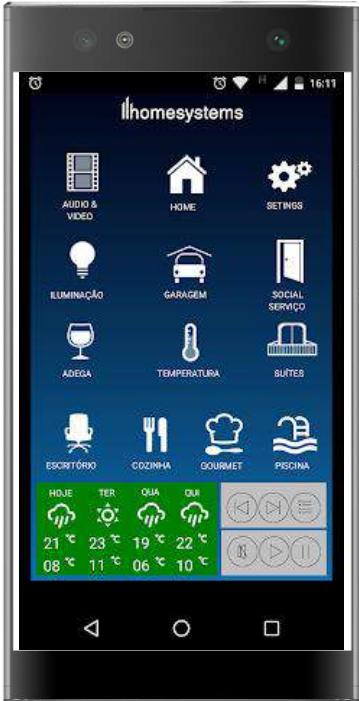 H 16:11
homesystems
AUDIO &
VIDEO
HOME
SETINGS
ILUMINAÇÃO
GARAGEM
SOCIAL
SERVIÇO
ADEGA
TEMPERATURA
SUÍTES
ESCRITÓRIO
COZINHA
GOURMET
PISCINA
HOJE TER QUA QUI
21 °C 23 °C 19 °C 22 °C
08 °C 11 °C 06 °C 10 °C